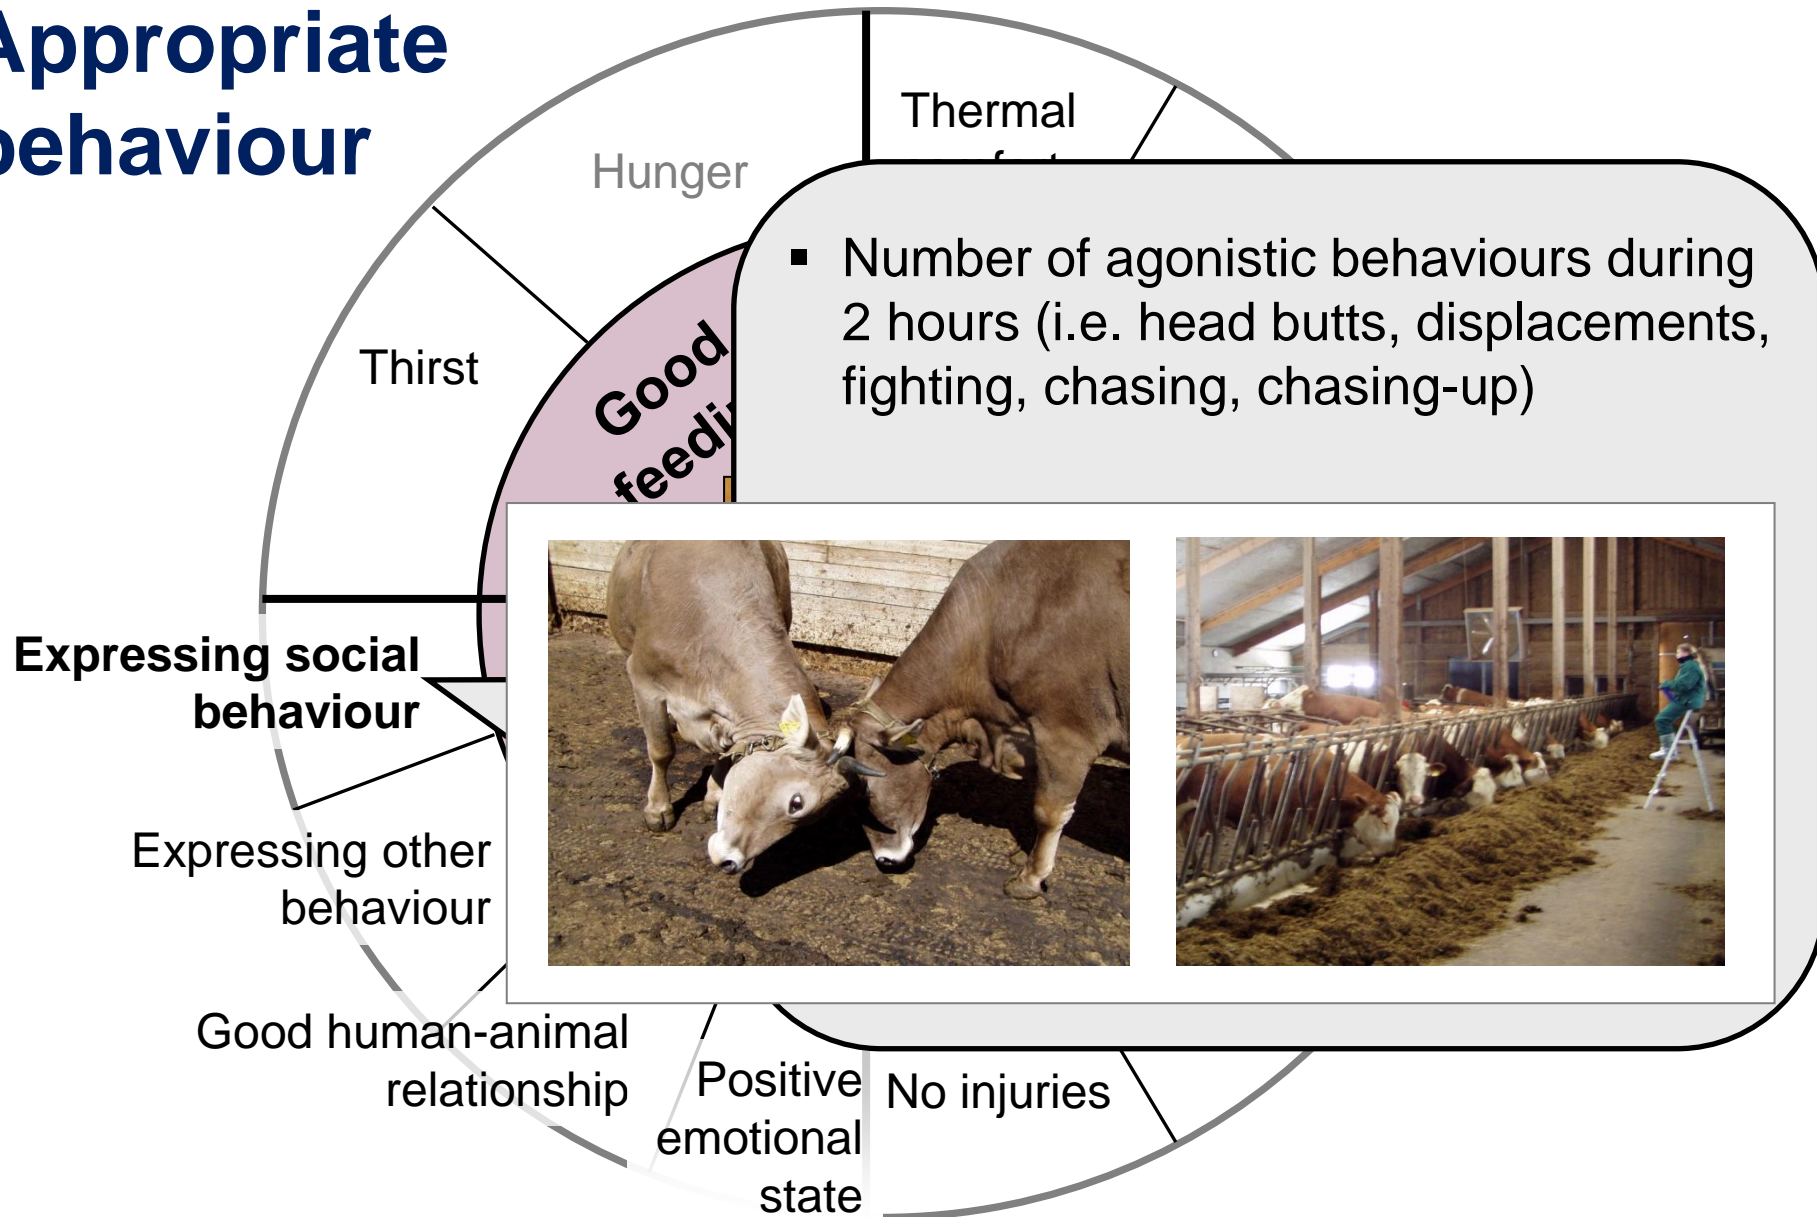 Appropriate
behaviour
Thermal
Hunger
Number of agonistic behaviours during
2 hours (i.e. head butts, displacements,
fighting, chasing, chasing-up)
Thirst
Good
Expressing social
behaviour
Expressing other
behaviour
Good human-animal
relationship
Positive
emotional
state
No injuries